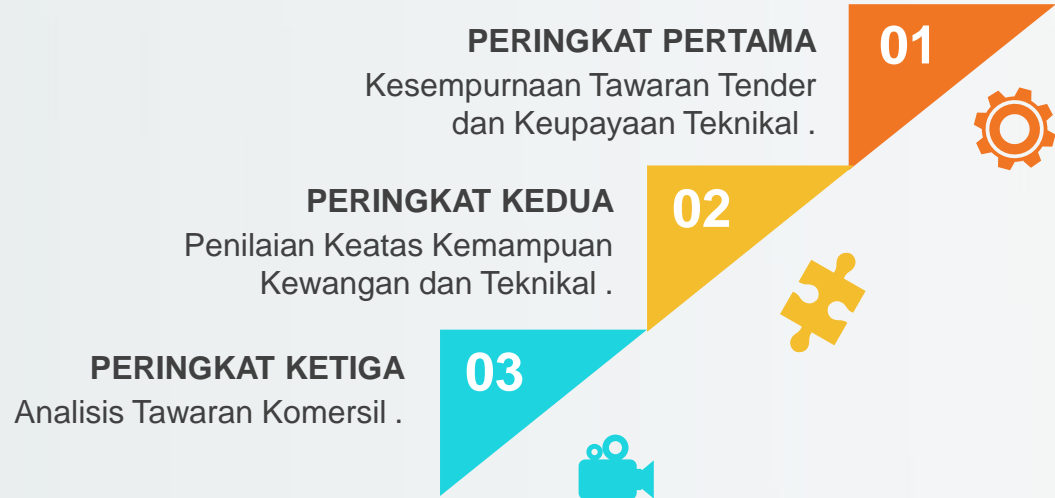 PERINGKAT PERTAMA
01
Kesempurnaan Tawaran Tender
dan Keupayaan Teknikal .
PERINGKAT KEDUA
02
Penilaian Keatas Kemampuan
Kewangan dan Teknikal .
PERINGKAT KETIGA
03
Analisis Tawaran Komersil .